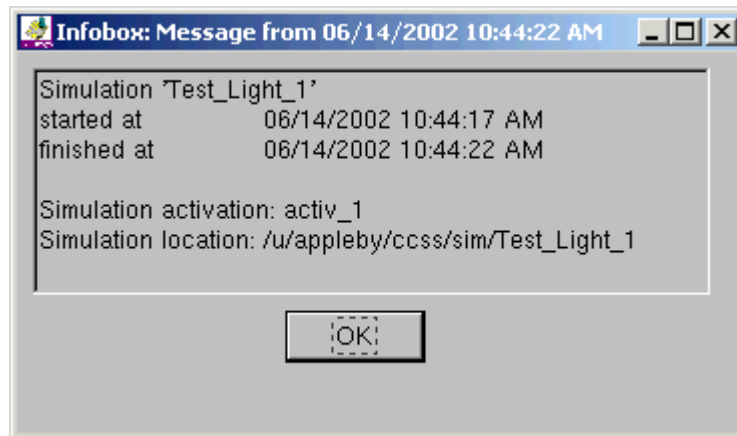 Infobox: Message from 06/14/2002 10:44:22 AM
Simulation 'Test_Light_1'
started at 06/14/2002 10:44:17 AM
finished at 06/14/2002 10:44:22 AM
Simulation activation: activ_1
Simulation location: /u/appleby/ccss/sim/Test_Light_1
OK